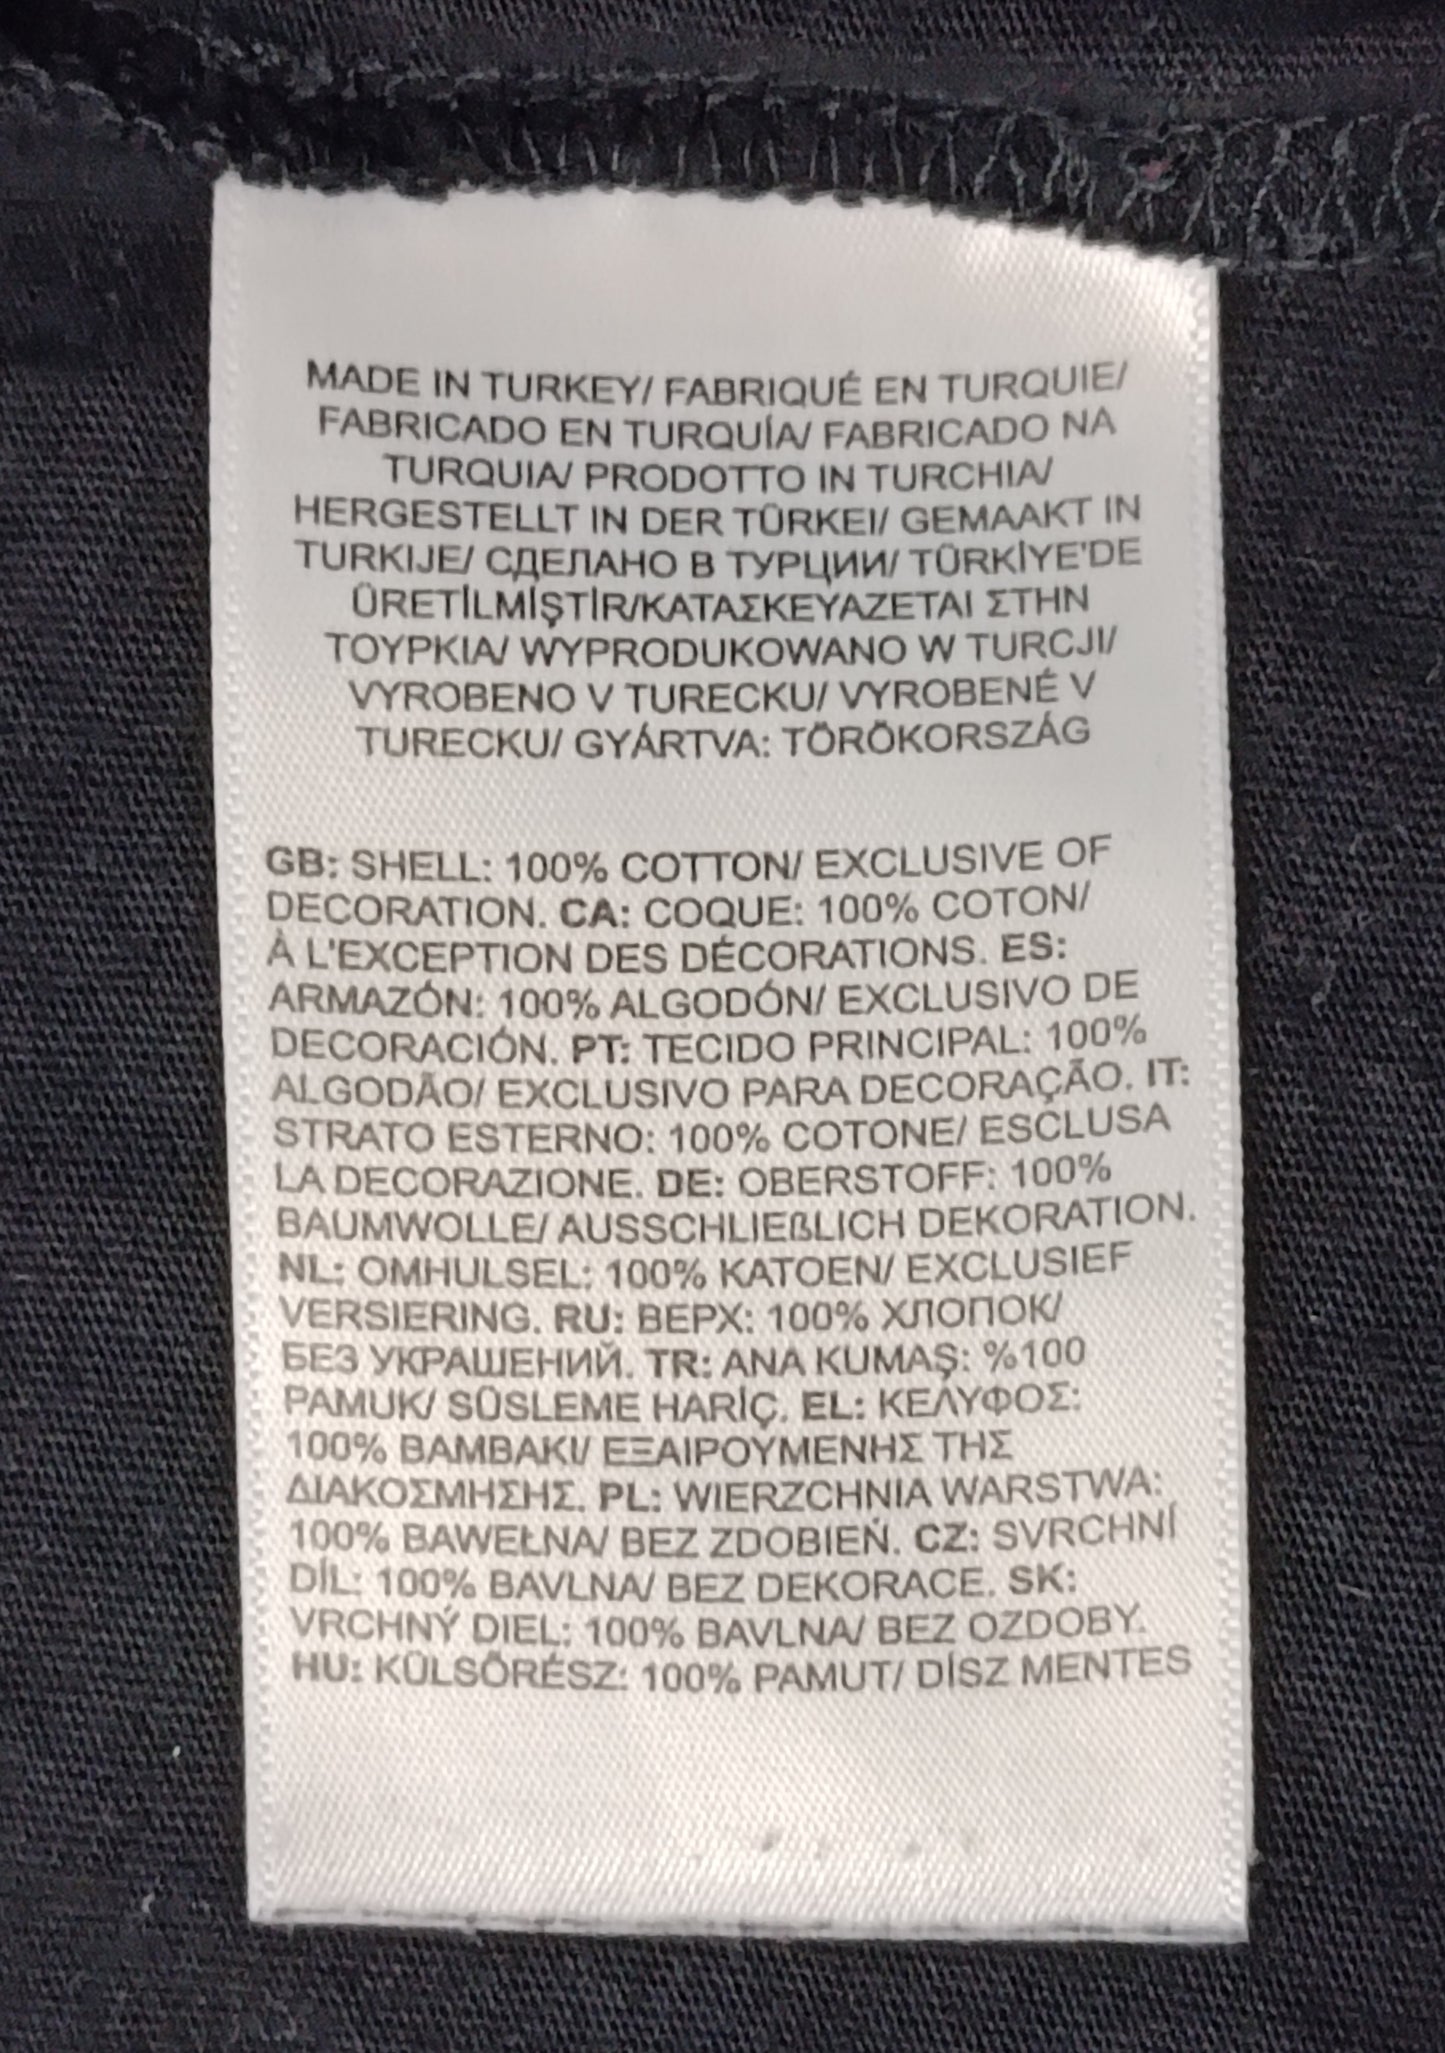 MADE IN TURKEY/ FABRIQUÉ EN TURQUIE/
FABRICADO EN TURQUÍA/ FABRICADO NA
TURQUIA/ PRODOTTO IN TURCHIA/
HERGESTELLT IN DER TÜRKEI/ GEMAAKT IN
TURKIJE/ СДЕЛАНО В ТУРЦИИ/ TÜRKİYE'DE
ÜRETİLMİŞTİR/ΚΑΤΑΣΚΕΥΑΖΕΤΑΙ ΣΤΗΝ
ΤΟΥΡΚΙΑ/ WYPRODUKOWANO W TURCJI/
VYROBENO V TURECKU/ VYROBENÉ V
TURECKU/ GYÁRTVA: TÖRÖKORSZÁG
GB: SHELL: 100% COTTON/ EXCLUSIVE OF
DECORATION. CA: COQUE: 100% COTON/
À L'EXCEPTION DES DÉCORATIONS. ES:
ARMAZÓN: 100% ALGODÓN/ EXCLUSIVO DE
DECORACIÓN. PT: TECIDO PRINCIPAL: 100%
ALGODÃO/ EXCLUSIVO PARA DECORAÇÃO. IT:
STRATO ESTERNO: 100% COTONE/ ESCLUSA
LA DECORAZIONE. DE: OBERSTOFF: 100%
BAUMWOLLE/ AUSSCHLIEßLICH DEKORATION.
NL: OMHULSEL: 100% KATOEN/ EXCLUSIEF
VERSIERING. RU: ВЕРХ: 100% ХЛОПОК/
БЕЗ УКРАШЕНИЙ. TR: ANA KUMAŞ: %100
PAMUK/ SÜSLEME HARİÇ. EL: ΚΕΛΥΦΟΣ:
100% ΒΑΜΒΑΚΙ/ ΕΞΑΙΡΟΥΜΕΝΗΣ ΤΗΣ
ΔΙΑΚΟΣΜΗΣΗΣ. PL: WIERZCHNIA WARSTWA:
100% BAWEŁNA/ BEZ ZDOBIEŃ. CZ: SVRCHNÍ
DÍL: 100% BAVLNA/ BEZ DEKORACE. SK:
VRCHNÝ DIEL: 100% BAVLNA/ BEZ OZDOBY.
HU: KÜLSŐRÉSZ: 100% PAMUT/ DÍSZ MENTES